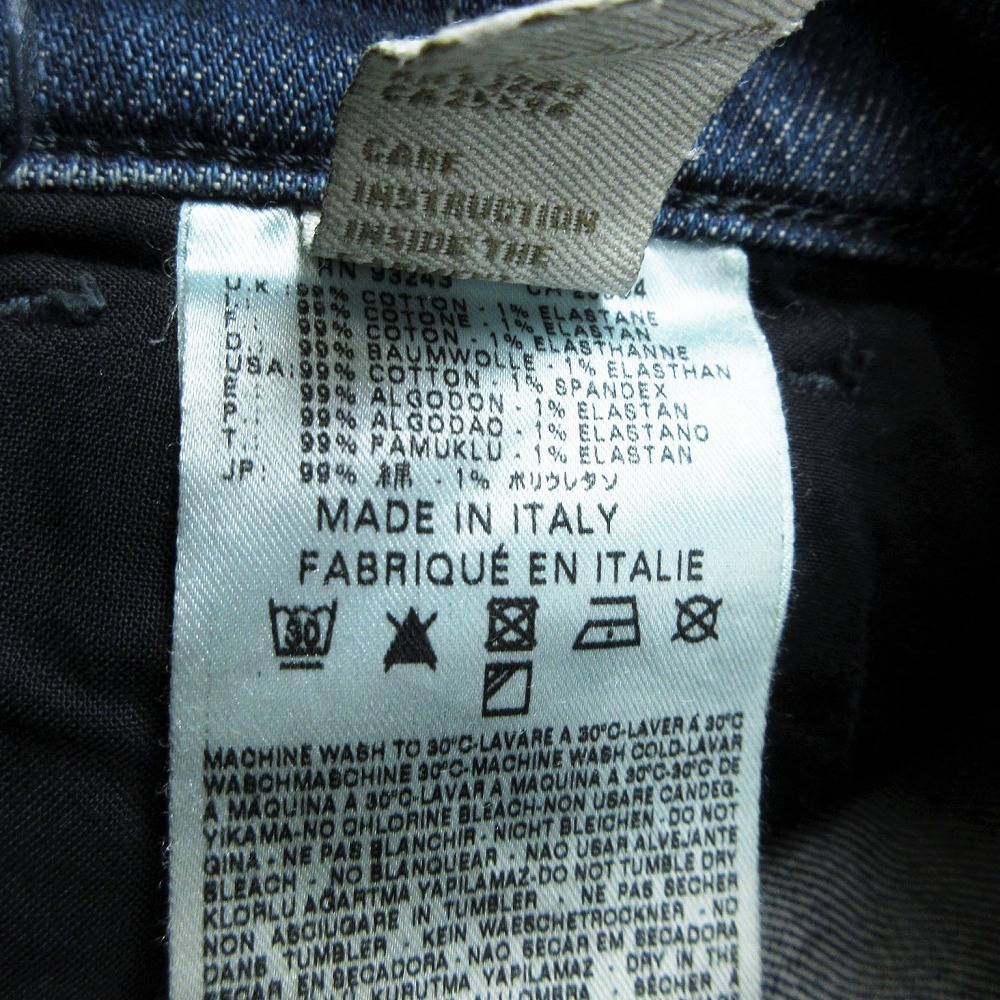 CARE
INSTRUCTION
INSIDE THE
RN 93243
UK: 99% COTTON - 1% ELASTANE
99% COTONE - 1% ELASTAN
99% COTON - 1% ELASTHANNE
99% BAUMWOLLE - 1% ELASTHAN
USA: 99% COTTON - 1% SPANDEX
99% ALGODON - 1% ELASTAN
P: 99% ALGODAO - 1% ELASTANO
T: 99% PAMUKLU - 1% ELASTAN
JP: 99% 綿 - 1% ポリウレタン
MADE IN ITALY
FABRIQUÉ EN ITALIE
30
MACHINE WASH TO 30°C-LAVARE A 30°C-LAVER Á 30°C
WASCHMASCHINE 30°C-MACHINE WASH COLD-LAVAR
A MAQUINA A 30°C-LAVAR A MAQUINA A 30°C-30°C DE
YIKAMA-NO CHLORINE BLEACH-NON USARE CANDEG-
GINA - NE PAS BLANCHIR - NICHT BLEICHEN - DO NOT
BLEACH - NO BLANQUEAR - NAO USAR ALVEJANTE
KLORLU AGARTMA YAPILAMAZ-DO NOT TUMBLE DRY
NON ASCIUGARE IN TUMBLER - NE PAS SECHER
DANS TUMBLER - KEIN WAESCHETROCKNER - NO
SECAR EN SECADORA - NÃO SECAR EM SECADORA
KURUTMA YAPILAMAZ - DRY IN THE